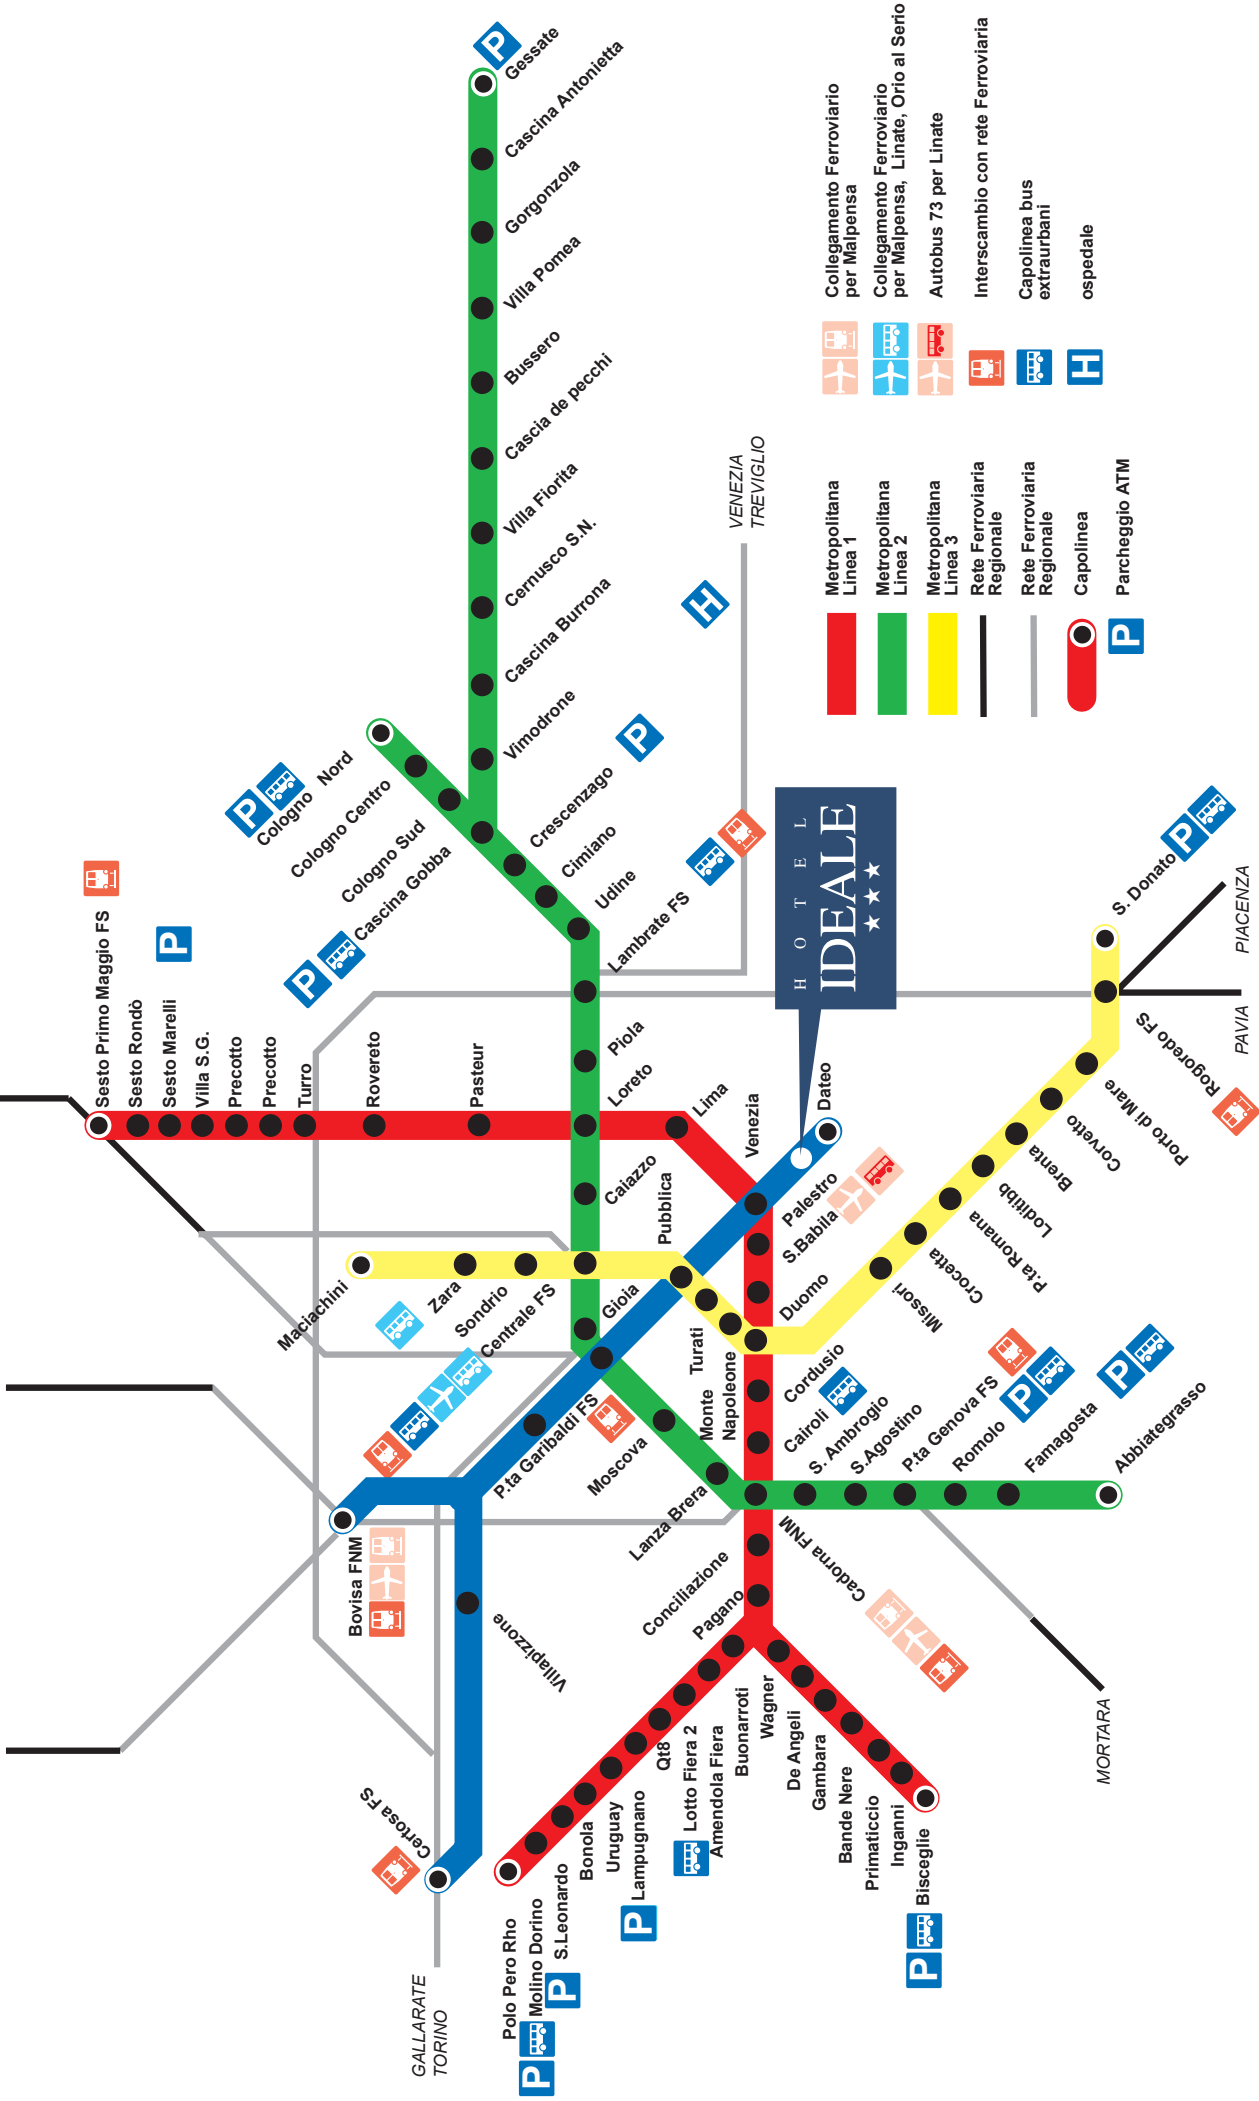 Gessate
Cascina Antonietta
Gorgonzola
Villa Pomea
Bussero
Cascia de pecchi
Villa Fiorita
Cernusco S.N.
Cascina Burrona
Vimodrone
Cologno Nord
Cologno Centro
Cologno Sud
Cascina Gobba
Crescenzago
Cimiano
Udine
Lambrate FS
Piola
Loreto
Caiazzo
Gioia
Centrale FS
P.ta Garibaldi FS
Moscova
Lanza Brera
Cadorna FNM
S. Ambrogio
S.Agostino
P.ta Genova FS
Romolo
Famagosta
Abbiategrasso
Sesto Primo Maggio FS
Sesto Rondò
Sesto Marelli
Villa S.G.
Precotto
Precotto
Turro
Rovereto
Pasteur
Lima
Venezia
Palestro
S.Babila
Duomo
Cordusio
Cairoli
Conciliazione
Pagano
Buonarroti
Amendola Fiera
Lotto Fiera 2
Qt8
Lampugnano
Uruguay
Bonola
S.Leonardo
Molino Dorino
Polo Pero Rho
Wagner
De Angeli
Gambara
Bande Nere
Primaticcio
Inganni
Bisceglie
Maciachini
Zara
Sondrio
Pubblica
Turati
Monte
Napoleone
Missori
Crocetta
P.ta Romana
Loditibb
Brenta
Corvetto
Porto di Mare
Rogoredo FS
S. Donato
Dateo
Bovisa FNM
Villapizzone
Certosa FS
GALLARATE
TORINO
MORTARA
PAVIA
PIACENZA
VENEZIA
TREVIGLIO
HOTEL
IDEALE
Metropolitana
Linea 1
Metropolitana
Linea 2
Metropolitana
Linea 3
Rete Ferroviaria
Regionale
Rete Ferroviaria
Regionale
Capolinea
P
Parcheggio ATM
Collegamento Ferroviario
per Malpensa
Collegamento Ferroviario
per Malpensa, Linate, Orio al Serio
Autobus 73 per Linate
Interscambio con rete Ferroviaria
Capolinea bus
extraurbani
H
ospedale
P
P
P
P
P
P
P
P
P
P
P
P
H